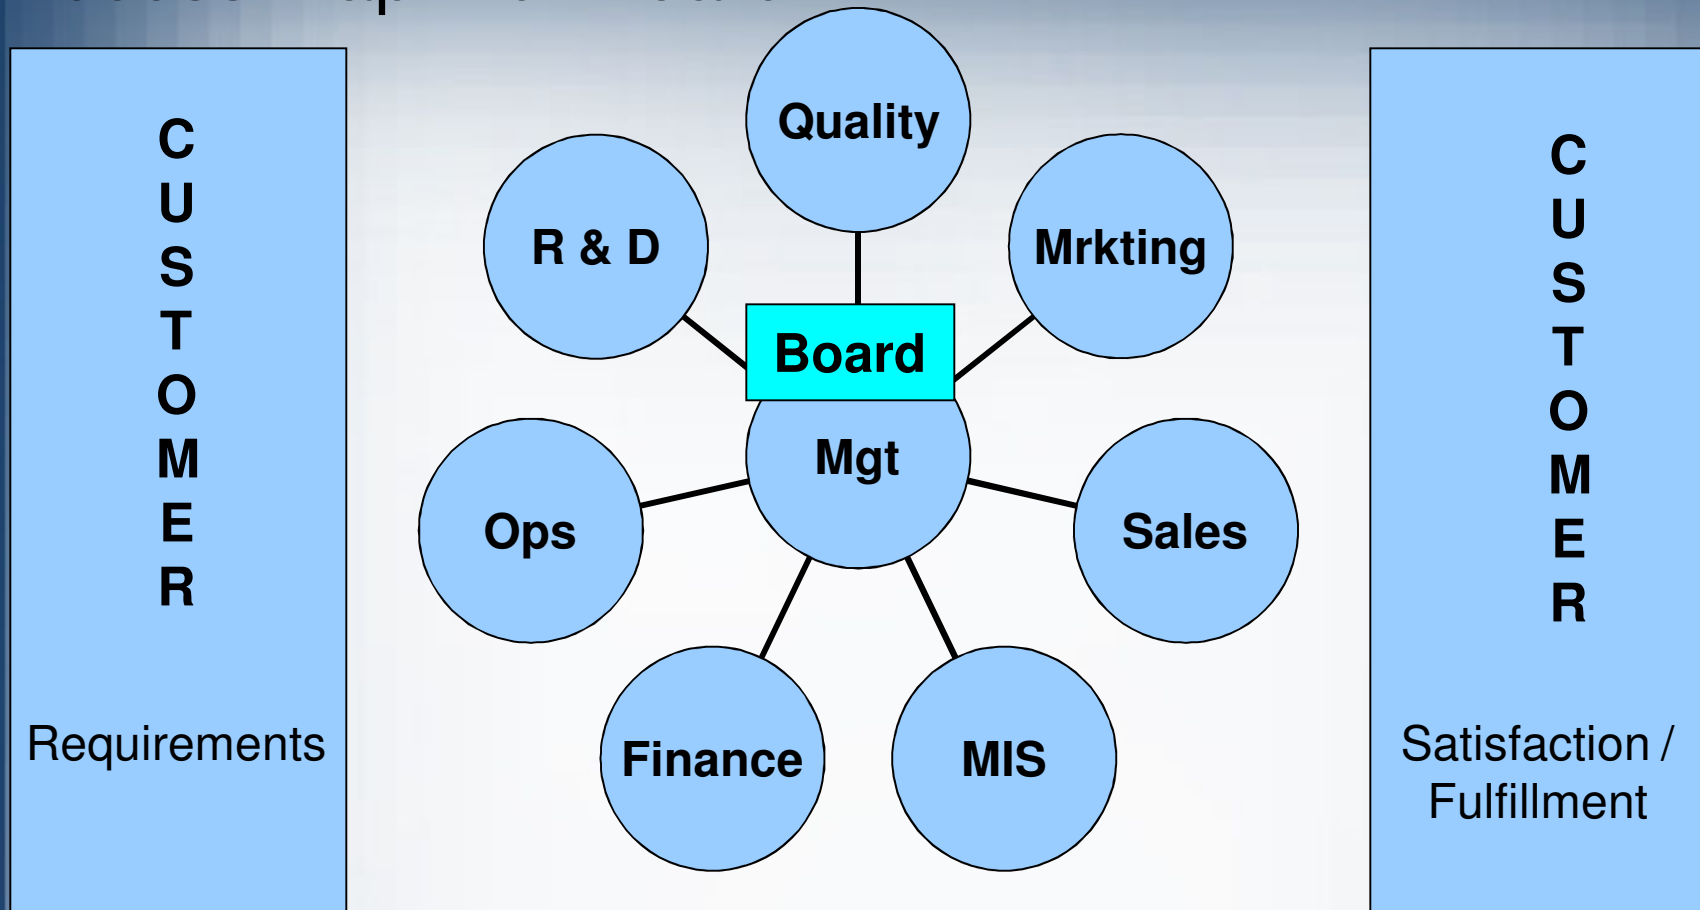 C
U
S
T
O
M
E
R
Requirements
Quality
R & D
Mrkting
Board
Mgt
Ops
Sales
Finance
MIS
C
U
S
T
O
M
E
R
Satisfaction /
Fulfillment